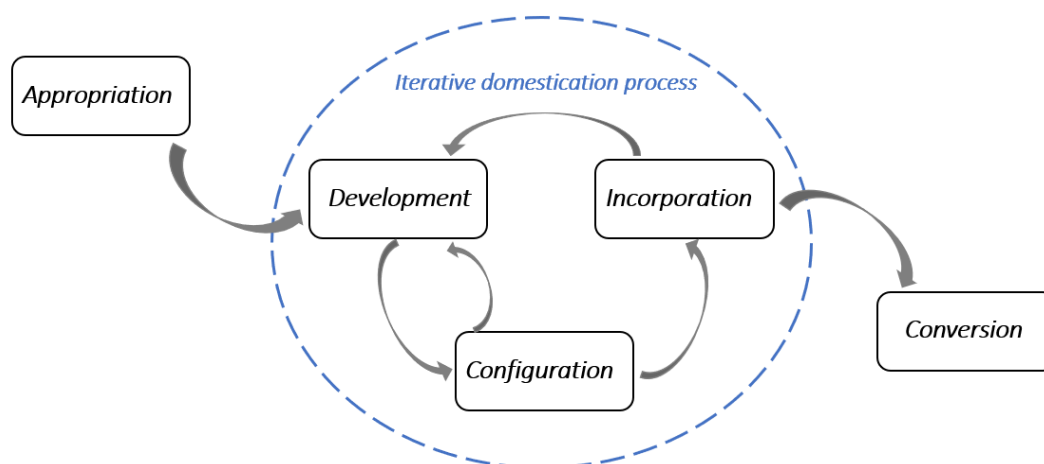 Iterative domestication process
Appropriation
Development
Incorporation
Configuration
Conversion